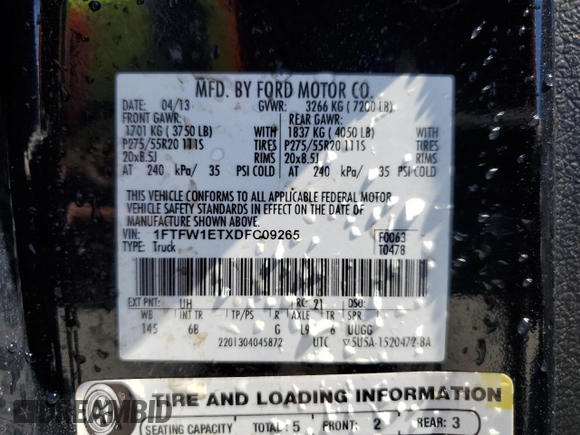 MFD. BY FORD MOTOR CO.
DATE: 04/13 GVWR: 3266 KG ( 7200 LB)
FRONT GAWR: REAR GAWR:
1701 KG ( 3750 LB) WITH 1837 KG ( 4050 LB) WITH
P275/55R20 111S TIRES P275/55R20 111S TIRES
20x8.5J RIMS 20x8.5J RIMS
AT 240 kPa/ 35 PSI COLD AT 240 kPa/ 35 PSI COLD
THIS VEHICLE CONFORMS TO ALL APPLICABLE FEDERAL MOTOR
VEHICLE SAFETY STANDARDS IN EFFECT ON THE DATE OF
MANUFACTURE SHOWN ABOVE.
VIN: 1FTFW1ETXDFC09265 F0063
TYPE: Truck T0478
EXT PNT: UH RC: 21 DSO:
WB INT TR TP/PS R AXLE TR SPR
145 6B G L9 6 UUGG
2201304045872 UTC 5U5A-1520472-BA
TIRE AND LOADING INFORMATION
SEATING CAPACITY TOTAL: 5 FRONT: 2 REAR: 3
DREAMBID